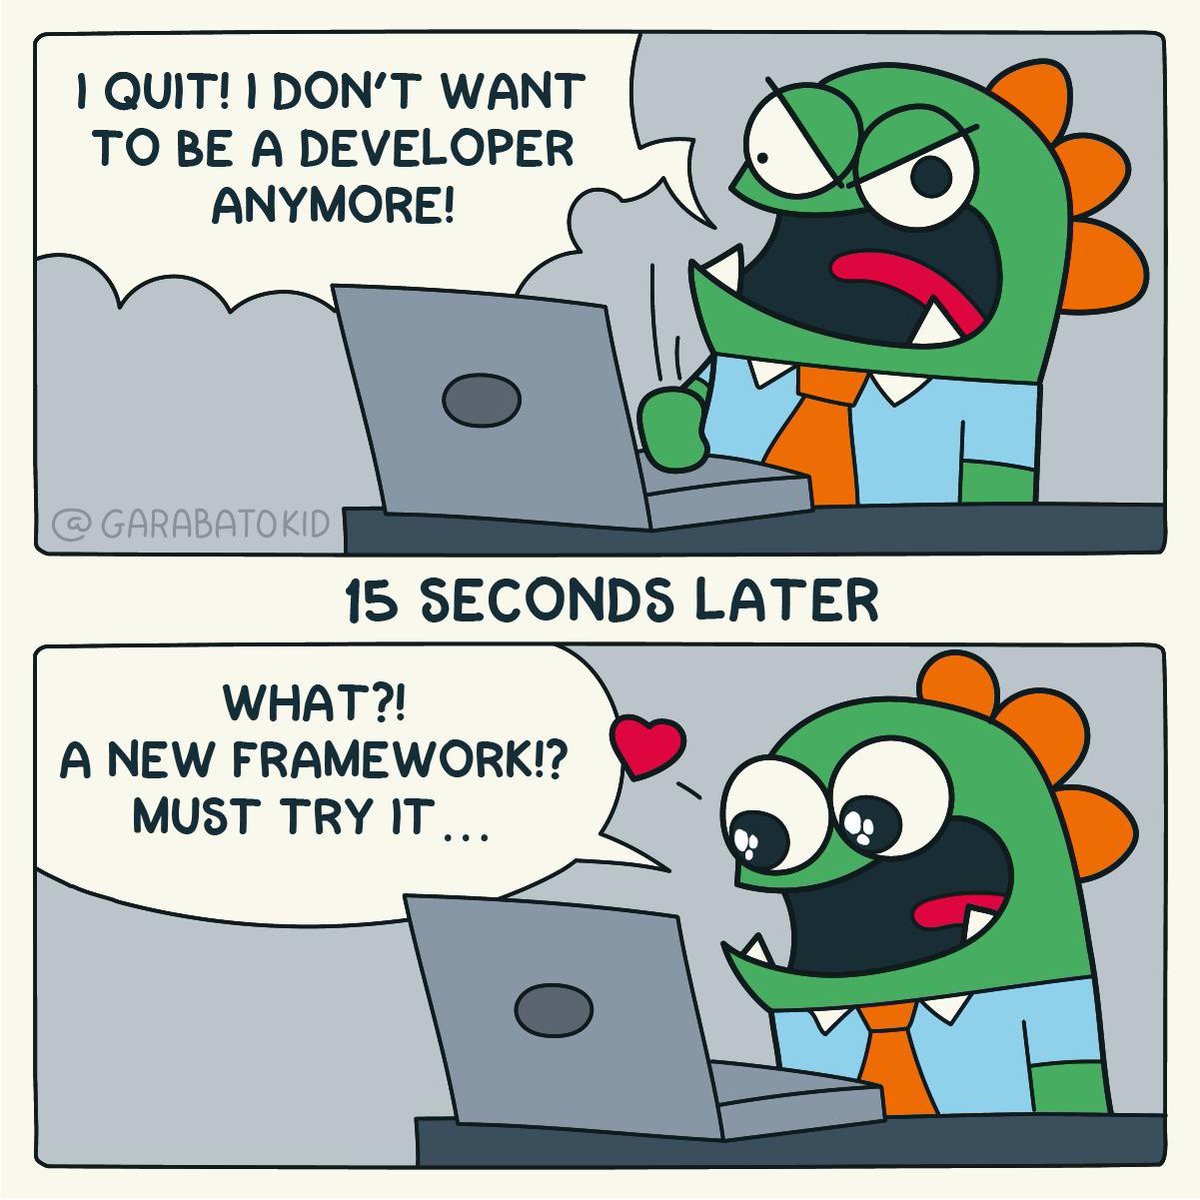 I QUIT! I DON'T WANT
TO BE A DEVELOPER
ANYMORE!
@GARABATOKID
15 SECONDS LATER
WHAT?!
A NEW FRAMEWORK!?
MUST TRY IT...